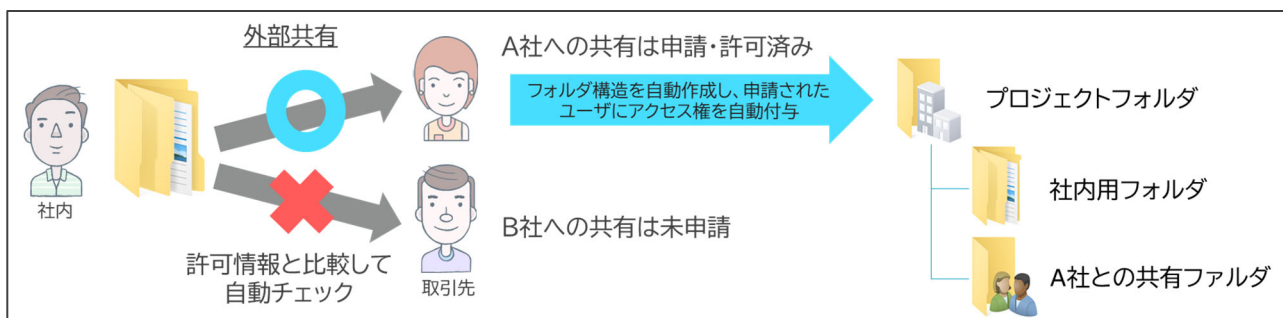 外部共有
社内
許可情報と比較して
自動チェック
取引先
A社への共有は申請・許可済み
フォルダ構造を自動作成し、申請された
ユーザにアクセス権を自動付与
B社への共有は未申請
プロジェクトフォルダ
社内用フォルダ
A社との共有ファルダ